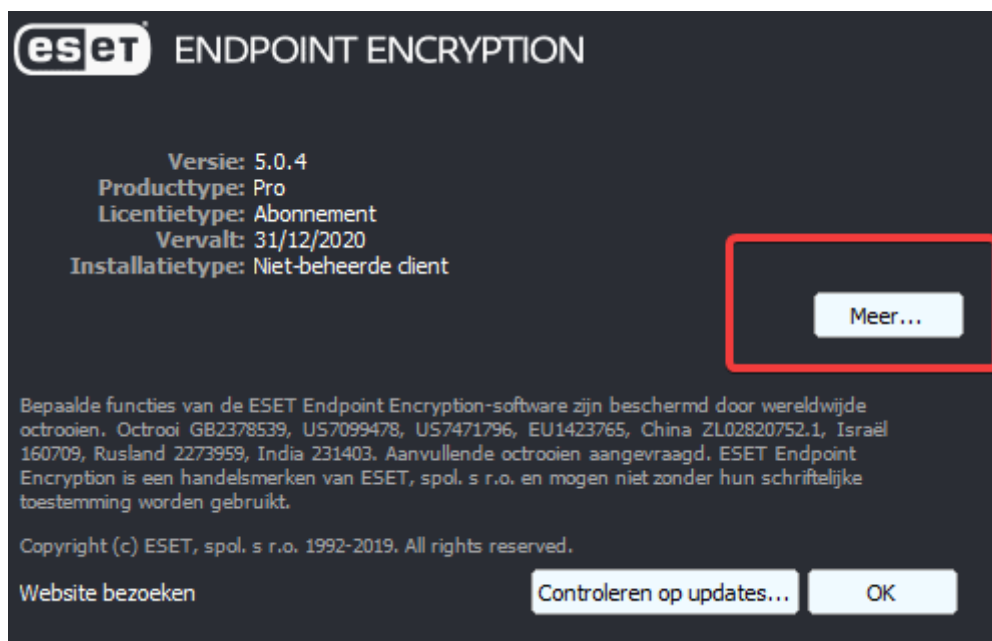 eset ENDPOINT ENCRYPTION
Versie: 5.0.4
Producttype: Pro
Licentietype: Abonnement
Vervalt: 31/12/2020
Installatietype: Niet-beheerde client
Meer...
Bepaalde functies van de ESET Endpoint Encryption-software zijn beschermd door wereldwijde
octrooien. Octrooi GB2378539, US7099478, US7471796, EU1423765, China ZL02820752.1, Israël
160709, Rusland 2273959, India 231403. Aanvullende octrooien aangevraagd. ESET Endpoint
Encryption is een handelsmerken van ESET, spol. s r.o. en mogen niet zonder hun schriftelijke
toestemming worden gebruikt.
Copyright (c) ESET, spol. s r.o. 1992-2019. All rights reserved.
Website bezoeken Controleren op updates... OK